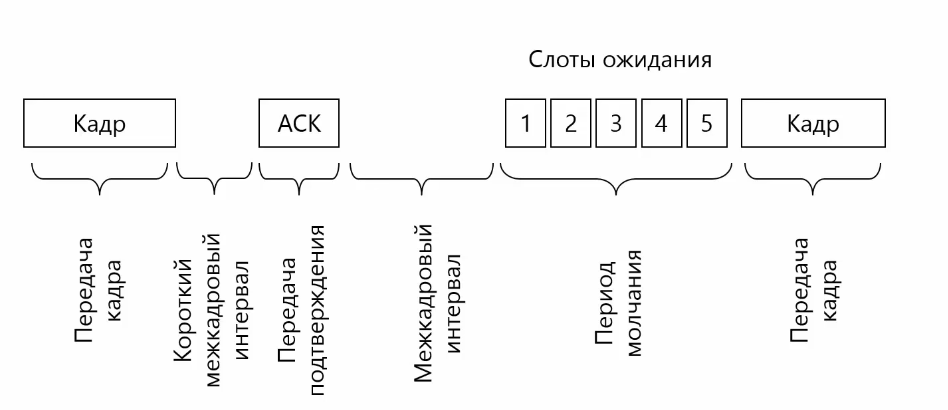 Слоты ожидания
Кадр
АСК
1
2
3
4
5
Кадр
Передача
кадра
Короткий
межкадровый
интервал
Передача
подтверждения
Межкадровый
интервал
Период
молчания
Передача
кадра